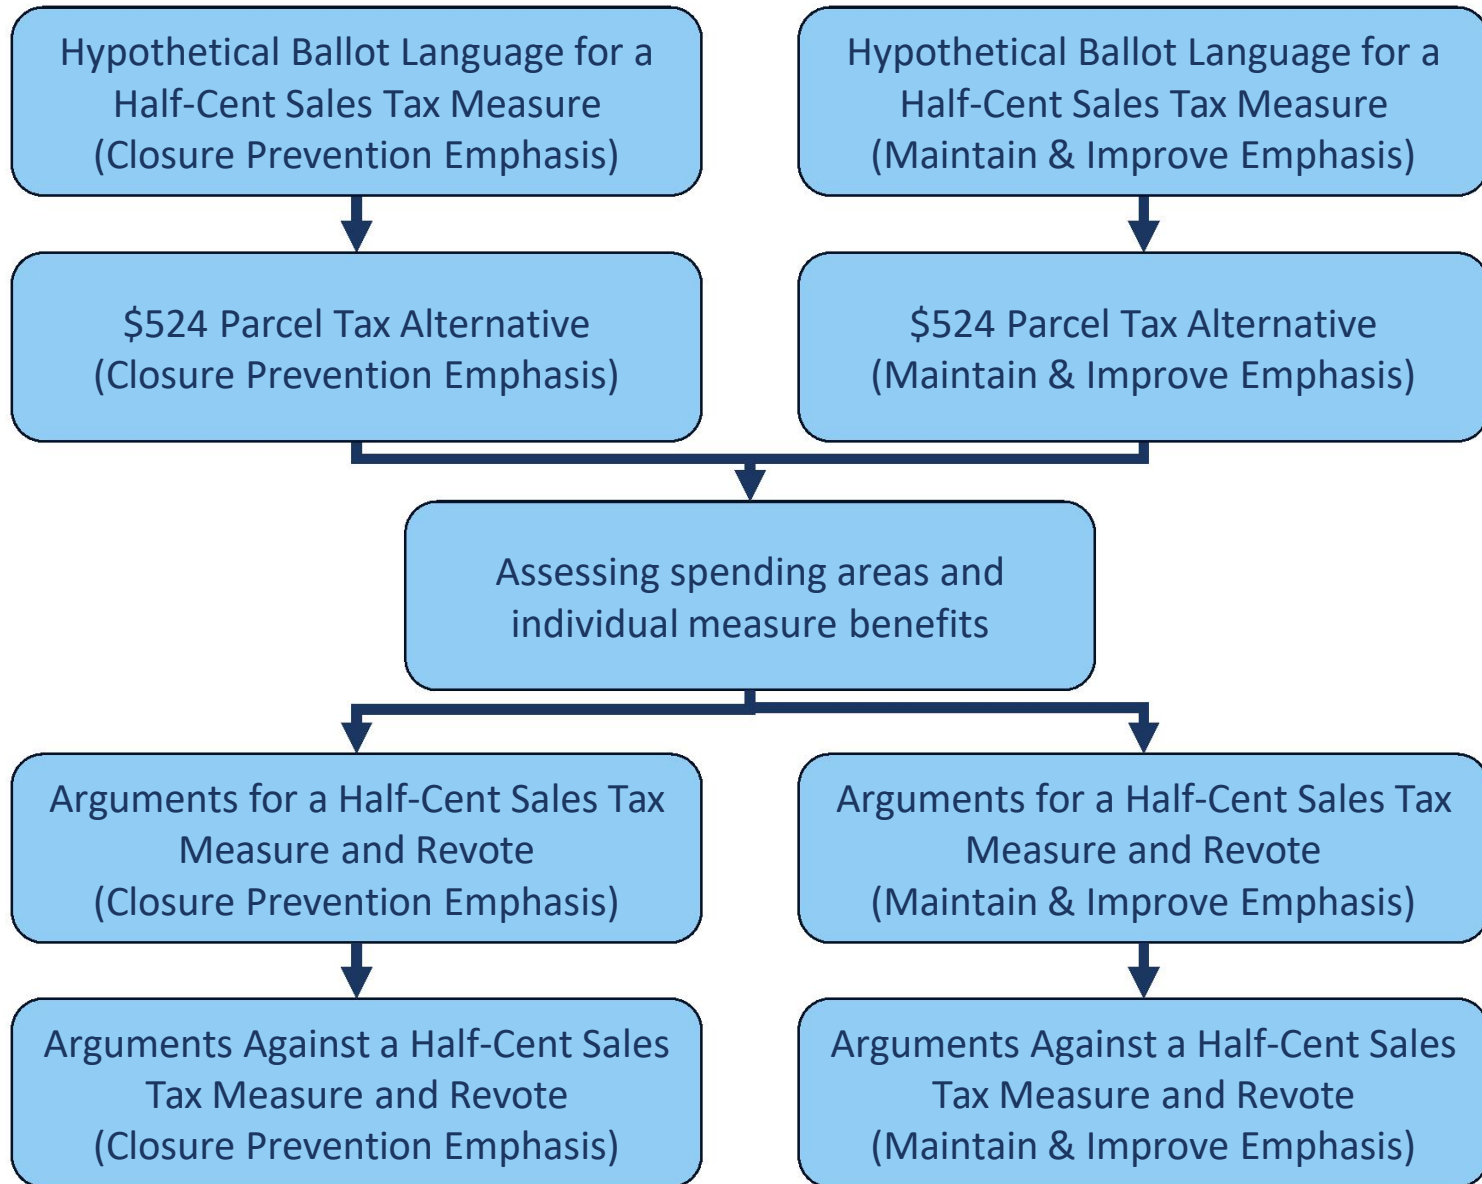 Hypothetical Ballot Language for a
Half-Cent Sales Tax Measure
(Closure Prevention Emphasis)
Hypothetical Ballot Language for a
Half-Cent Sales Tax Measure
(Maintain & Improve Emphasis)
$524 Parcel Tax Alternative
(Closure Prevention Emphasis)
$524 Parcel Tax Alternative
(Maintain & Improve Emphasis)
Assessing spending areas and
individual measure benefits
Arguments for a Half-Cent Sales Tax
Measure and Revote
(Closure Prevention Emphasis)
Arguments for a Half-Cent Sales Tax
Measure and Revote
(Maintain & Improve Emphasis)
Arguments Against a Half-Cent Sales
Tax Measure and Revote
(Closure Prevention Emphasis)
Arguments Against a Half-Cent Sales
Tax Measure and Revote
(Maintain & Improve Emphasis)